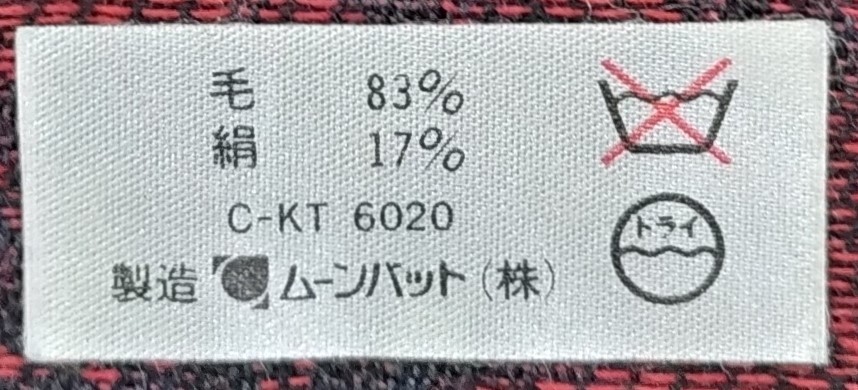 毛 83%
絹 17%
C-KT 6020
製造 ムーンバット(株)
ドライ